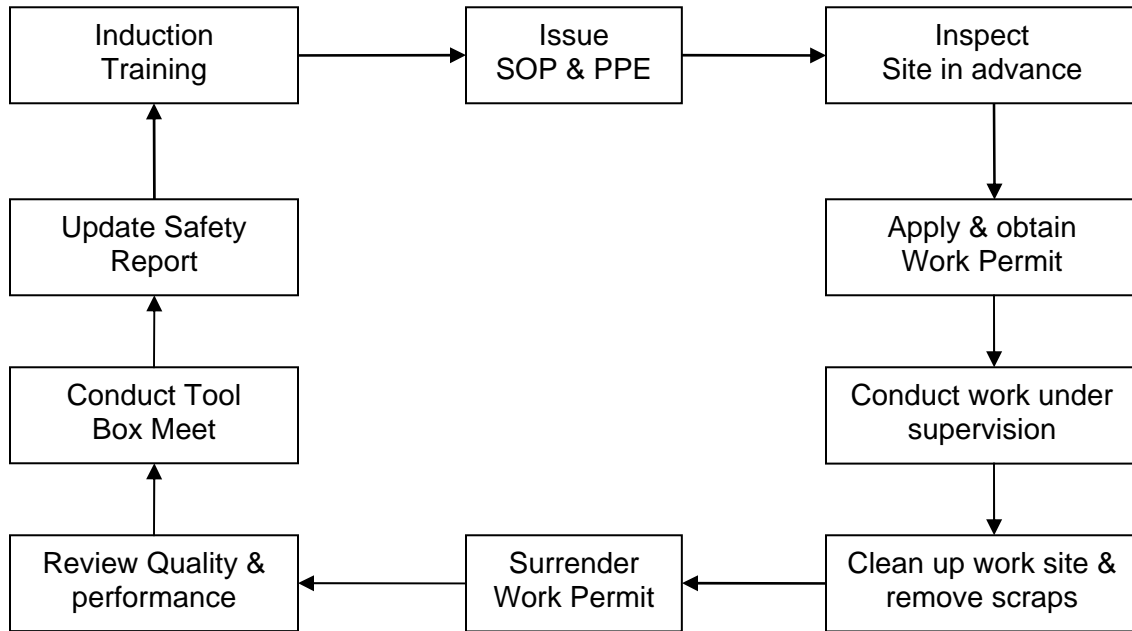 Induction
Training
Issue
SOP & PPE
Inspect
Site in advance
Update Safety
Report
Apply & obtain
Work Permit
Conduct Tool
Box Meet
Conduct work under
supervision
Review Quality &
performance
Surrender
Work Permit
Clean up work site &
remove scraps